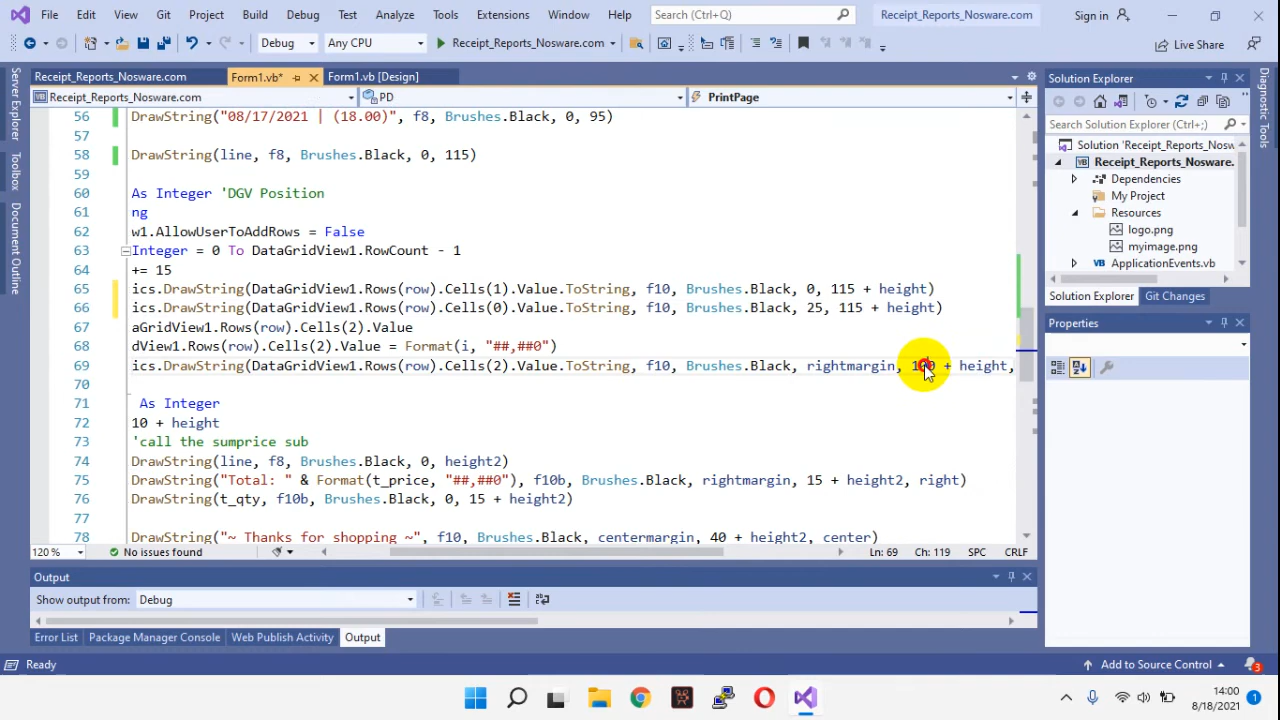 File Edit View Git Project Build Debug Test Analyze Tools Extensions Window Help Search (Ctrl+Q) Receipt_Reports_Nosware.com Sign in
Debug Any CPU Receipt_Reports_Nosware.com Live Share
Server Explorer
Toolbox
Document Outline
Receipt_Reports_Nosware.com Form1.vb* Form1.vb [Design]
Receipt_Reports_Nosware.com PD PrintPage
56 DrawString("08/17/2021 | (18.00)", f8, Brushes.Black, 0, 95)
57
58 DrawString(line, f8, Brushes.Black, 0, 115)
59
60 As Integer 'DGV Position
61 ng
62 w1.AllowUserToAddRows = False
63 Integer = 0 To DataGridView1.RowCount - 1
64 += 15
65 ics.DrawString(DataGridView1.Rows(row).Cells(1).Value.ToString, f10, Brushes.Black, 0, 115 + height)
66 ics.DrawString(DataGridView1.Rows(row).Cells(0).Value.ToString, f10, Brushes.Black, 25, 115 + height)
67 aGridView1.Rows(row).Cells(2).Value
68 dView1.Rows(row).Cells(2).Value = Format(i, "##,##0")
69 ics.DrawString(DataGridView1.Rows(row).Cells(2).Value.ToString, f10, Brushes.Black, rightmargin, + height,
70
71 As Integer
72 10 + height
73 'call the sumprice sub
74 DrawString(line, f8, Brushes.Black, 0, height2)
75 DrawString("Total: " & Format(t_price, "##,##0"), f10b, Brushes.Black, rightmargin, 15 + height2, right)
76 DrawString(t_qty, f10b, Brushes.Black, 0, 15 + height2)
77
78 DrawString("~ Thanks for shopping ~", f10, Brushes.Black, centermargin, 40 + height2, center)
120 % No issues found Ln: 69 Ch: 119 SPC CRLF
Output
Show output from: Debug
Error List Package Manager Console Web Publish Activity Output
Solution Explorer
Search Solution Explorer (Ctrl+;)
Solution 'Receipt_Reports_Nosw
Receipt_Reports_Nosware.
Dependencies
My Project
Resources
logo.png
myimage.png
ApplicationEvents.vb
Solution Explorer Git Changes
Properties
Diagnostic Tools
Ready Add to Source Control 3
14:00
8/18/2021 1